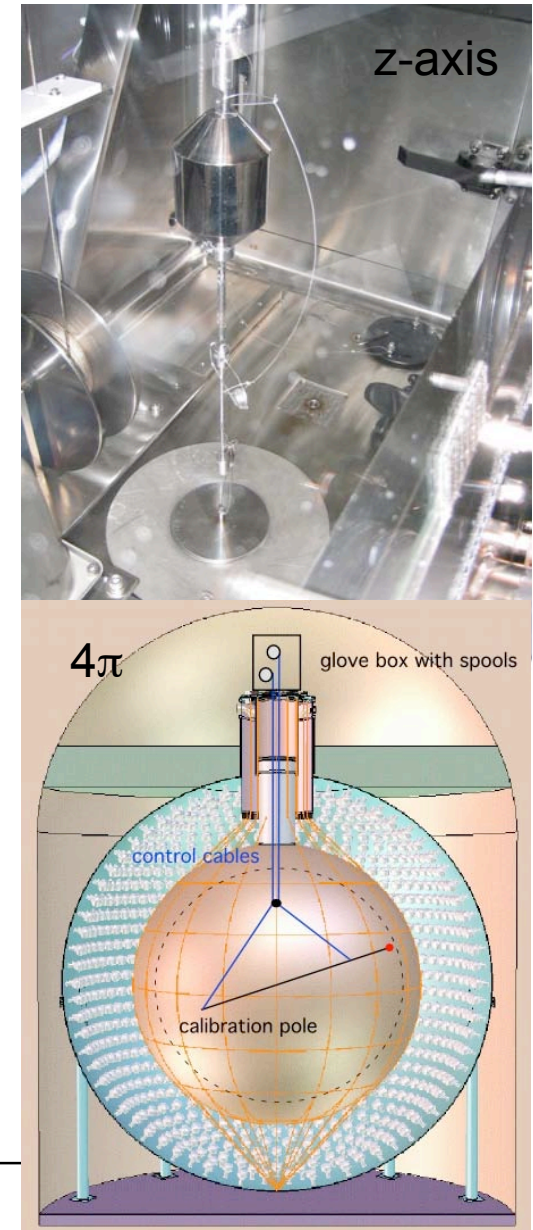 z-axis
4π
glove box with spools
control cables
calibration pole